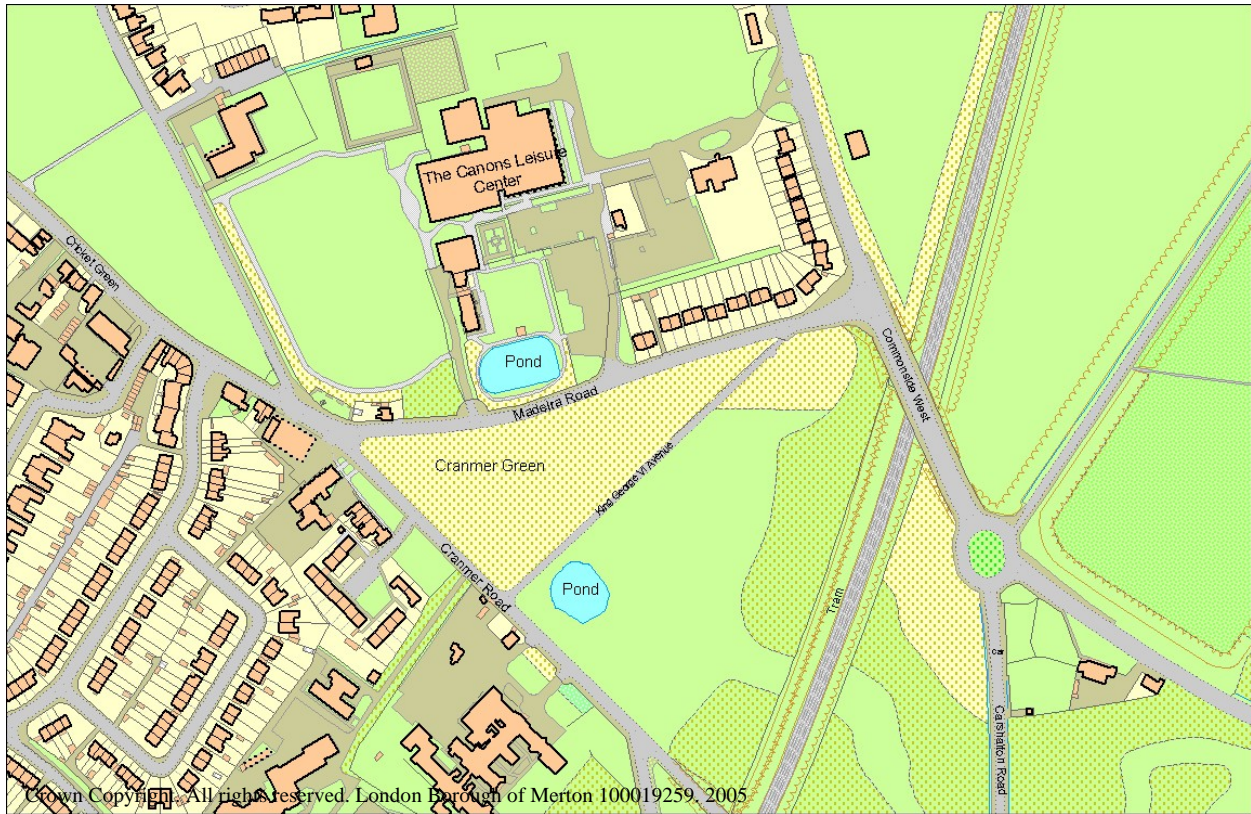 The Canons Leisure
Center
Cricket Green
Pond
Madeira Road
Commonside West
Cranmer Green
King George VI Avenue
Cranmer Road
Pond
Tram
Carshalton Road
Crown Copyright. All rights reserved. London Borough of Merton 100019259. 2005